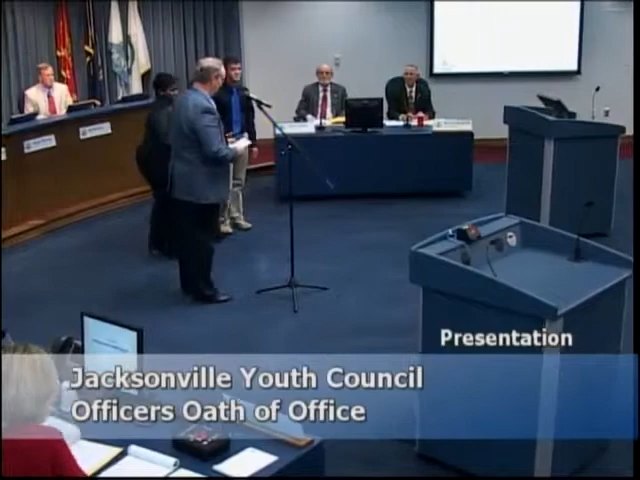 Presentation
Jacksonville Youth Council
Officers Oath of Office